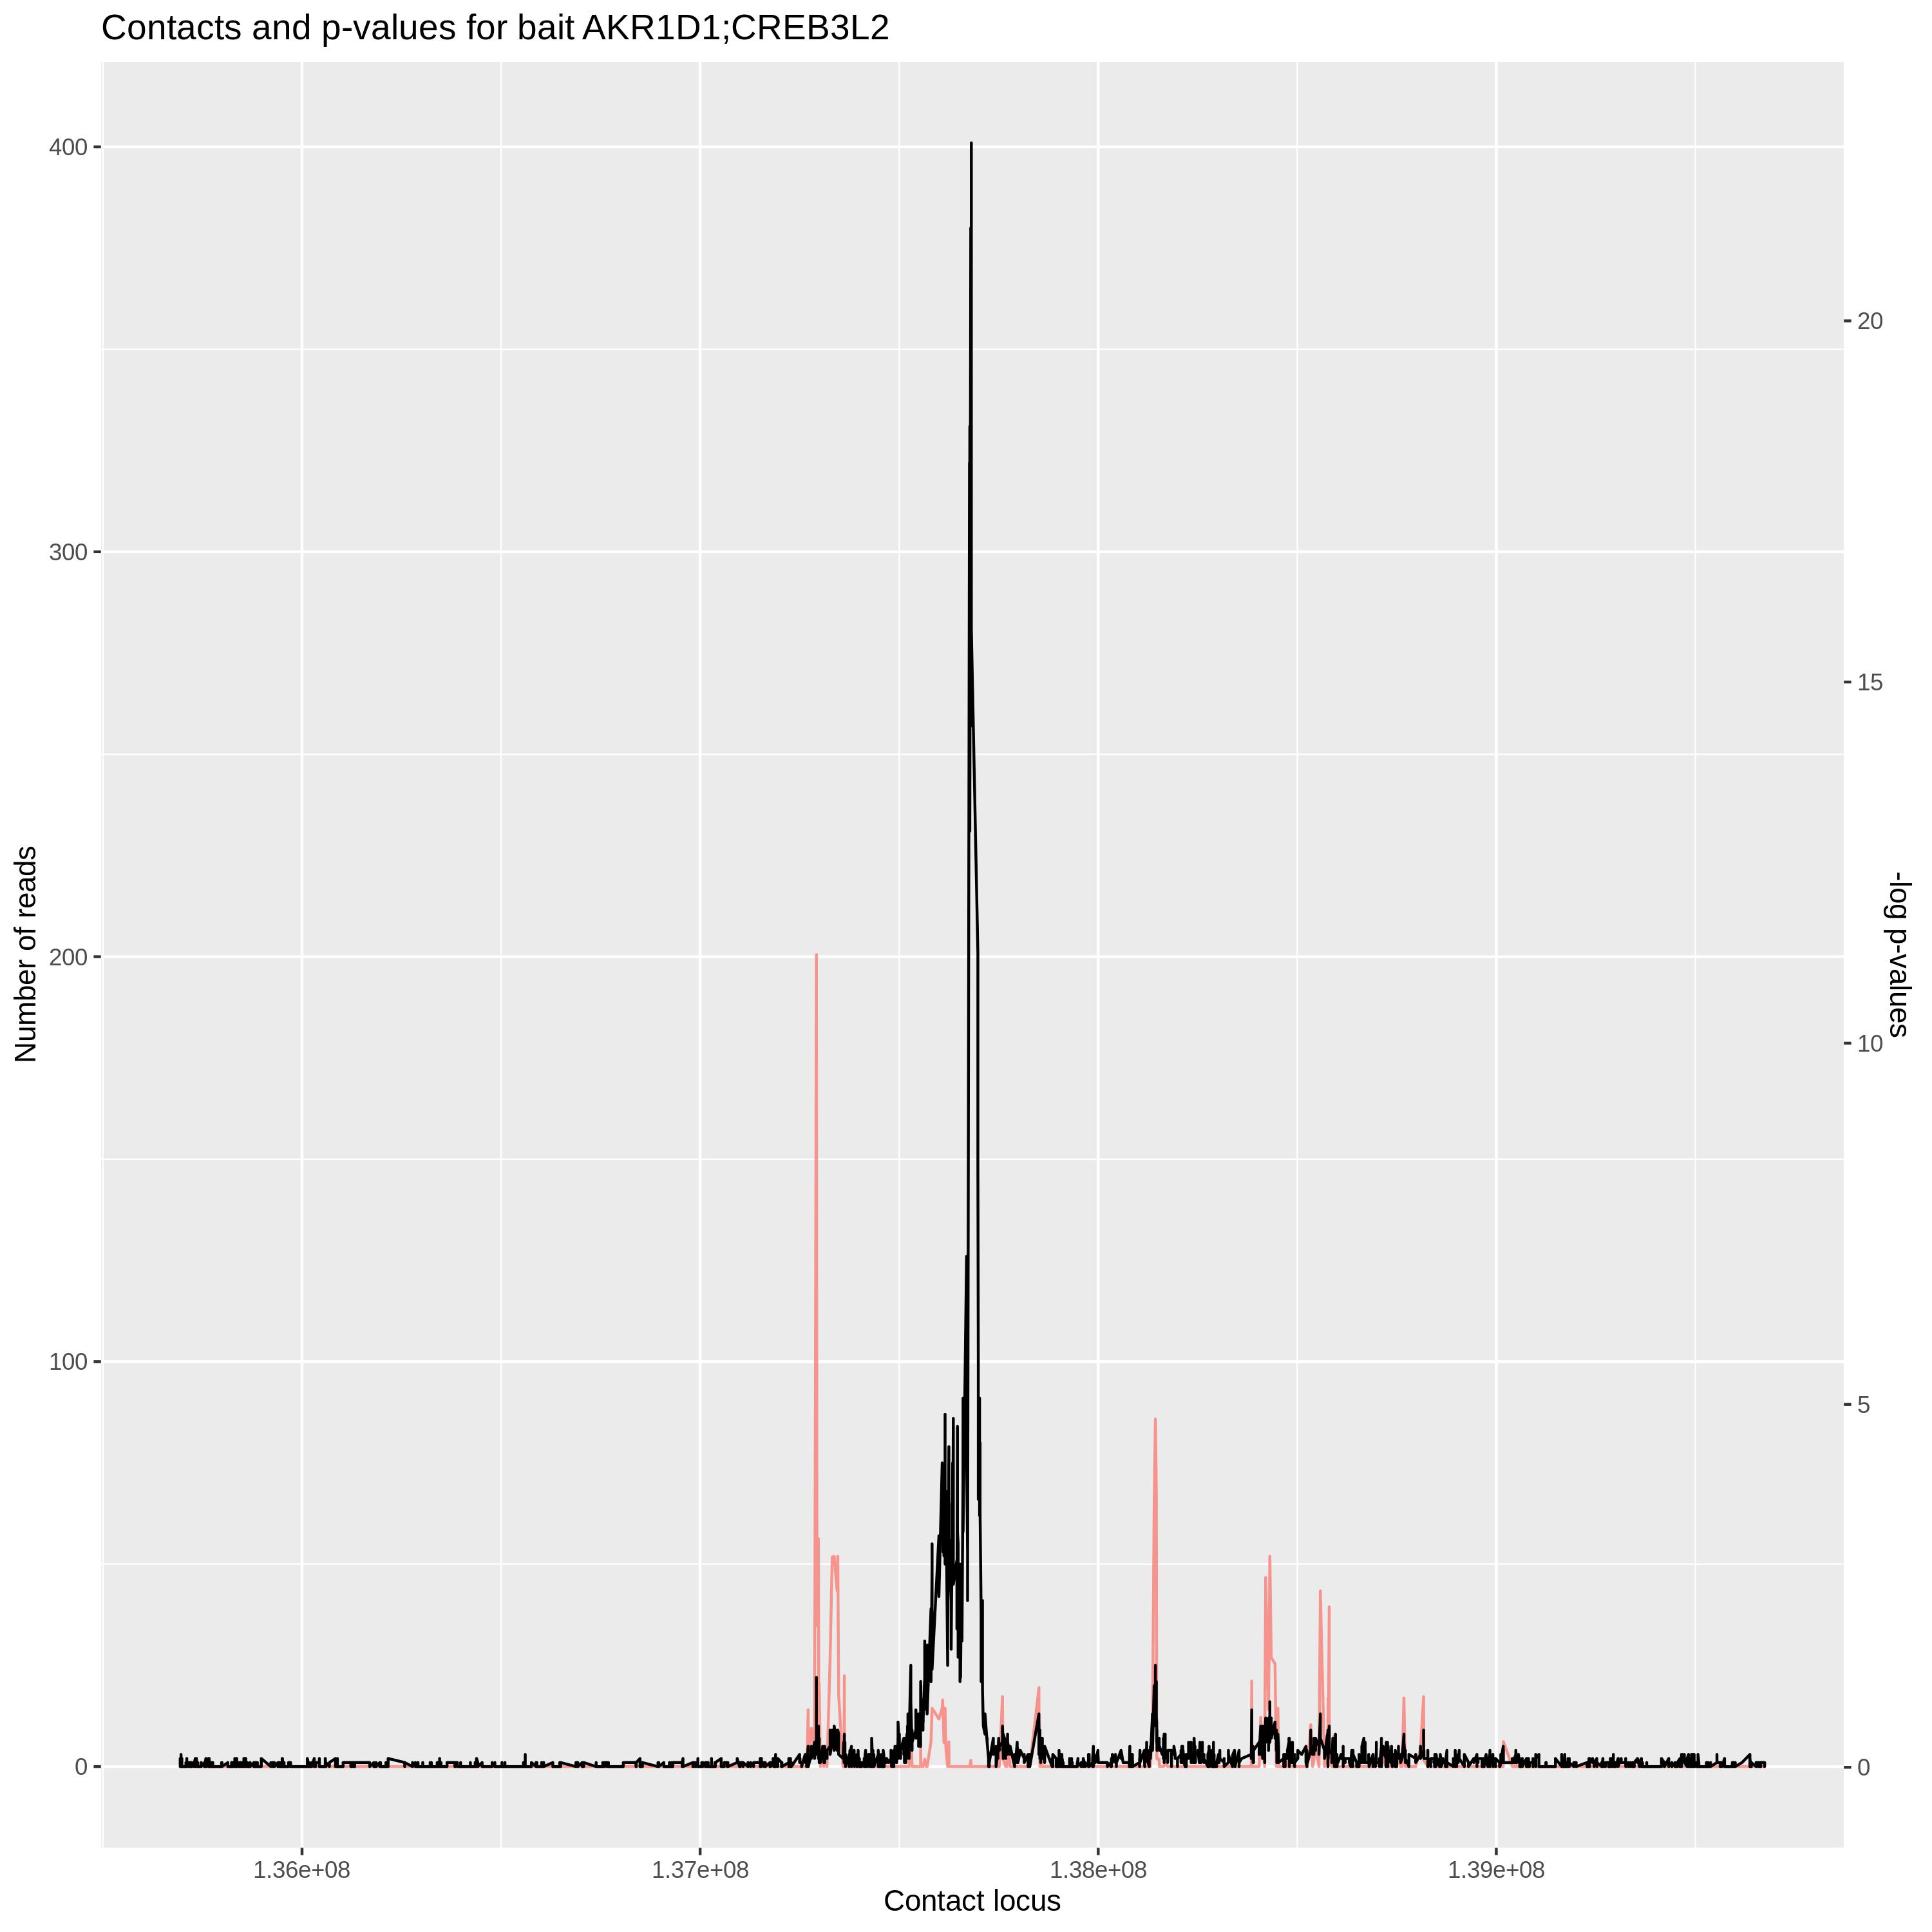 Contacts and p-values for bait AKR1D1;CREB3L2
400
300
200
100
0
Number of reads
20
15
10
5
0
-log p-values
1.36e+08
1.37e+08
1.38e+08
1.39e+08
Contact locus